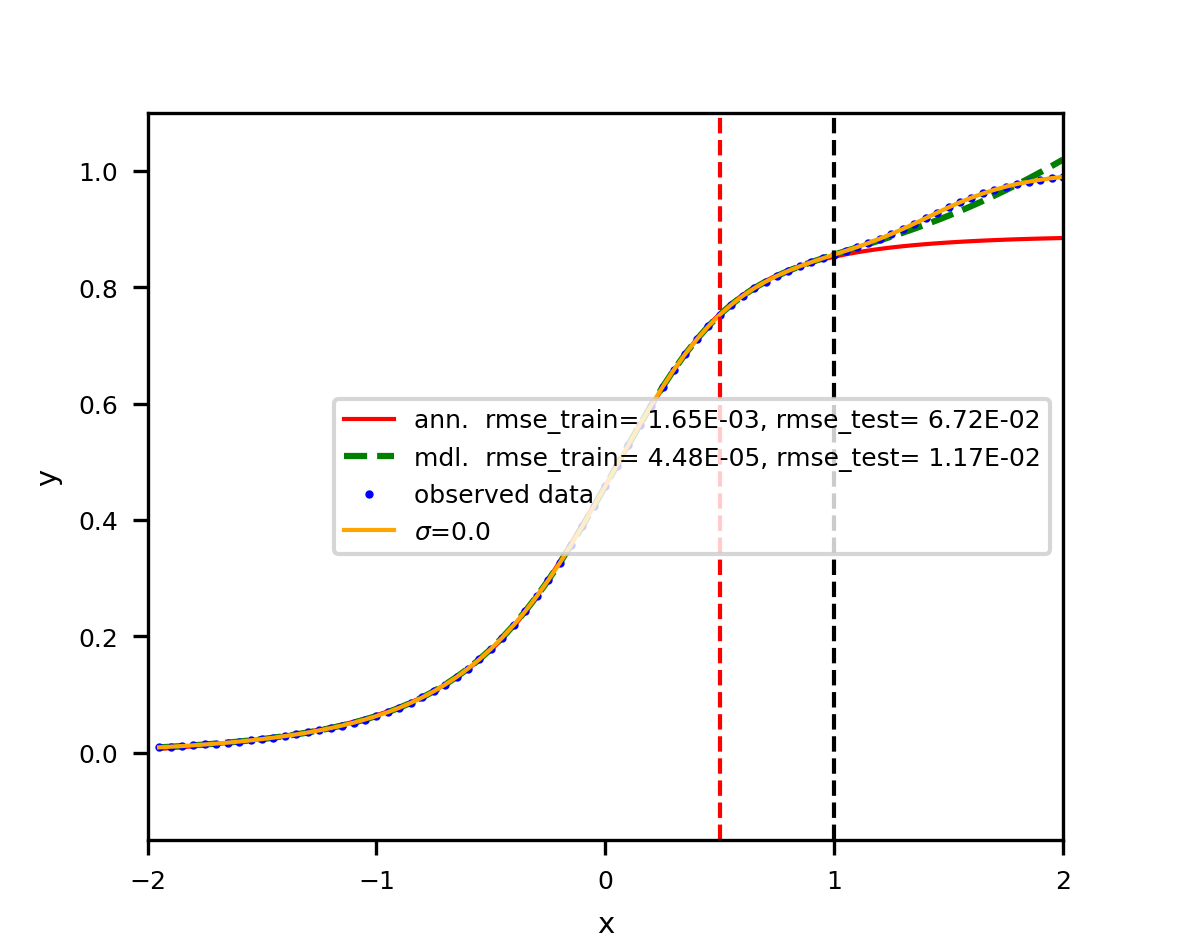 1.0
0.8
0.6
0.4
0.2
0.0
y
ann.  rmse_train= 1.65E-03, rmse_test= 6.72E-02
mdl.  rmse_train= 4.48E-05, rmse_test= 1.17E-02
observed data
σ=0.0
−2 −1 0 1 2
x